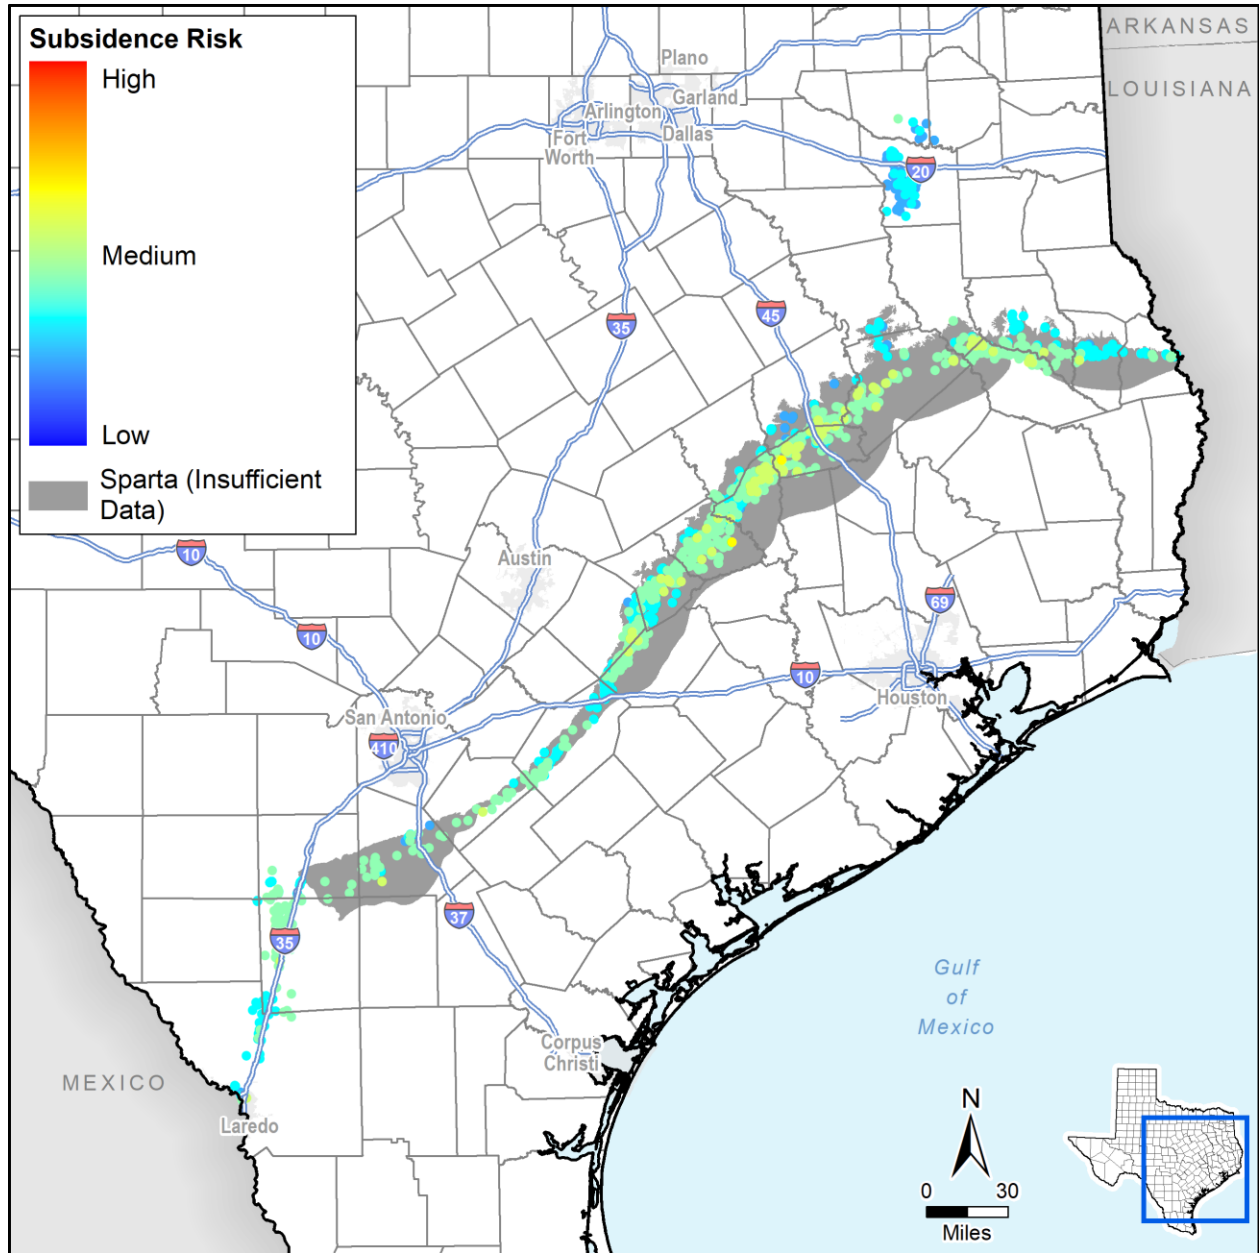 Subsidence Risk
High
Medium
Low
Sparta (Insufficient
Data)
ARKANSAS
LOUISIANA
Plano
Garland
Arlington
Dallas
Fort
Worth
20
35
45
Austin
10
10
69
10
Houston
San Antonio
410
37
35
Gulf
of
Mexico
Corpus
Christi
MEXICO
Laredo
N
0 30
Miles